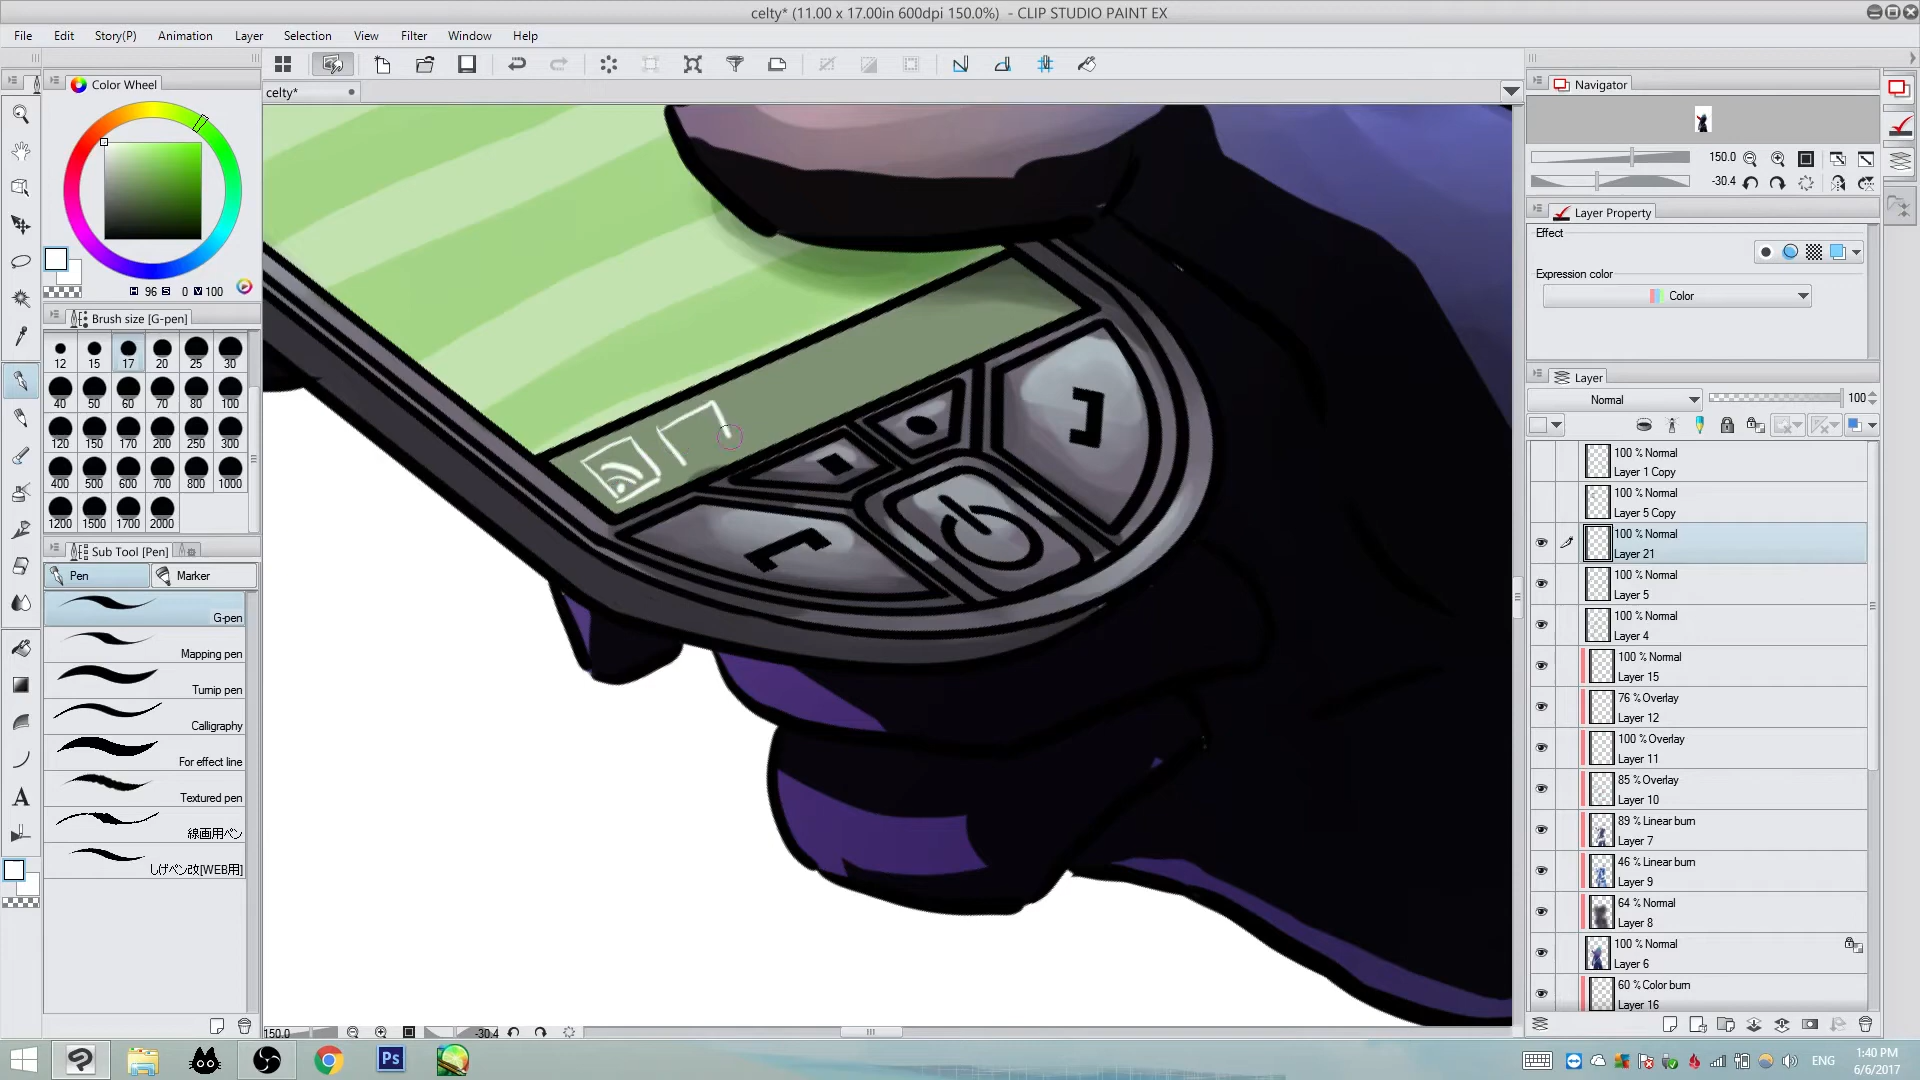 celty* (11.00 x 17.00in 600dpi 150.0%)  - CLIP STUDIO PAINT EX
File Edit Story(P) Animation Layer Selection Filter View Window Help
Color Wheel
celty*
H 96 S 0 V 100
Brush size [G-pen]
12 15 17 20 25 30
40 50 60 70 80 100
120 150 170 200 250 300
400 500 600 700 800 1000
1200 1500 1700 2000
Sub Tool [Pen]
Pen Marker
G-pen
Mapping pen
Turnip pen
Calligraphy
For effect line
Textured pen
線画用ペン
しげペン改[WEB用]
A
150.0 -30.4
Navigator
150.0
-30.4
Layer Property
Effect
Expression color
Color
Layer
Normal 100
100 % Normal
Layer 1 Copy
100 % Normal
Layer 5 Copy
100 % Normal
Layer 21
100 % Normal
Layer 5
100 % Normal
Layer 4
100 % Normal
Layer 15
76 % Overlay
Layer 12
100 % Overlay
Layer 11
85 % Overlay
Layer 10
89 % Linear burn
Layer 7
46 % Linear burn
Layer 9
64 % Normal
Layer 8
100 % Normal
Layer 6
60 % Color burn
Layer 16
Ps
ENG
1:40 PM
6/6/2017